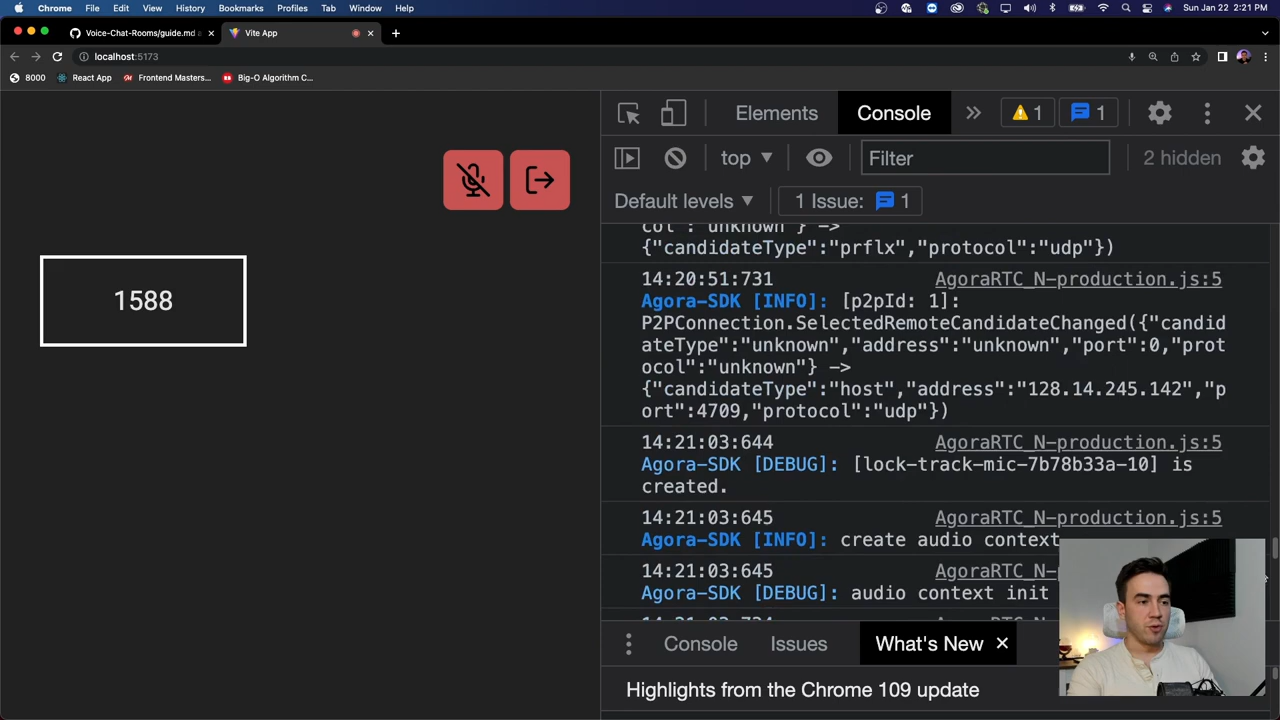 Chrome File Edit View History Bookmarks Profiles Tab Window Help Sun Jan 22 2:21 PM
Voice-Chat-Rooms/guide.md a
Vite App
localhost:5173
8000 React App Frontend Masters... Big-O Algorithm C...
Elements Console 1 1
top Filter 2 hidden
Default levels 1 Issue: 1
1588
col":"unknown"} ->
{"candidateType":"prflx","protocol":"udp"})
14:20:51:731 AgoraRTC_N-production.js:5
Agora-SDK [INFO]: [p2pId: 1]:
P2PConnection.SelectedRemoteCandidateChanged({"candid
ateType":"unknown","address":"unknown","port":0,"prot
ocol":"unknown"} ->
{"candidateType":"host","address":"128.14.245.142","p
ort":4709,"protocol":"udp"})
14:21:03:644 AgoraRTC_N-production.js:5
Agora-SDK [DEBUG]: [lock-track-mic-7b78b33a-10] is
created.
14:21:03:645 AgoraRTC_N-production.js:5
Agora-SDK [INFO]: create audio context
14:21:03:645 AgoraRTC_N-p
Agora-SDK [DEBUG]: audio context init
Console Issues What's New
Highlights from the Chrome 109 update